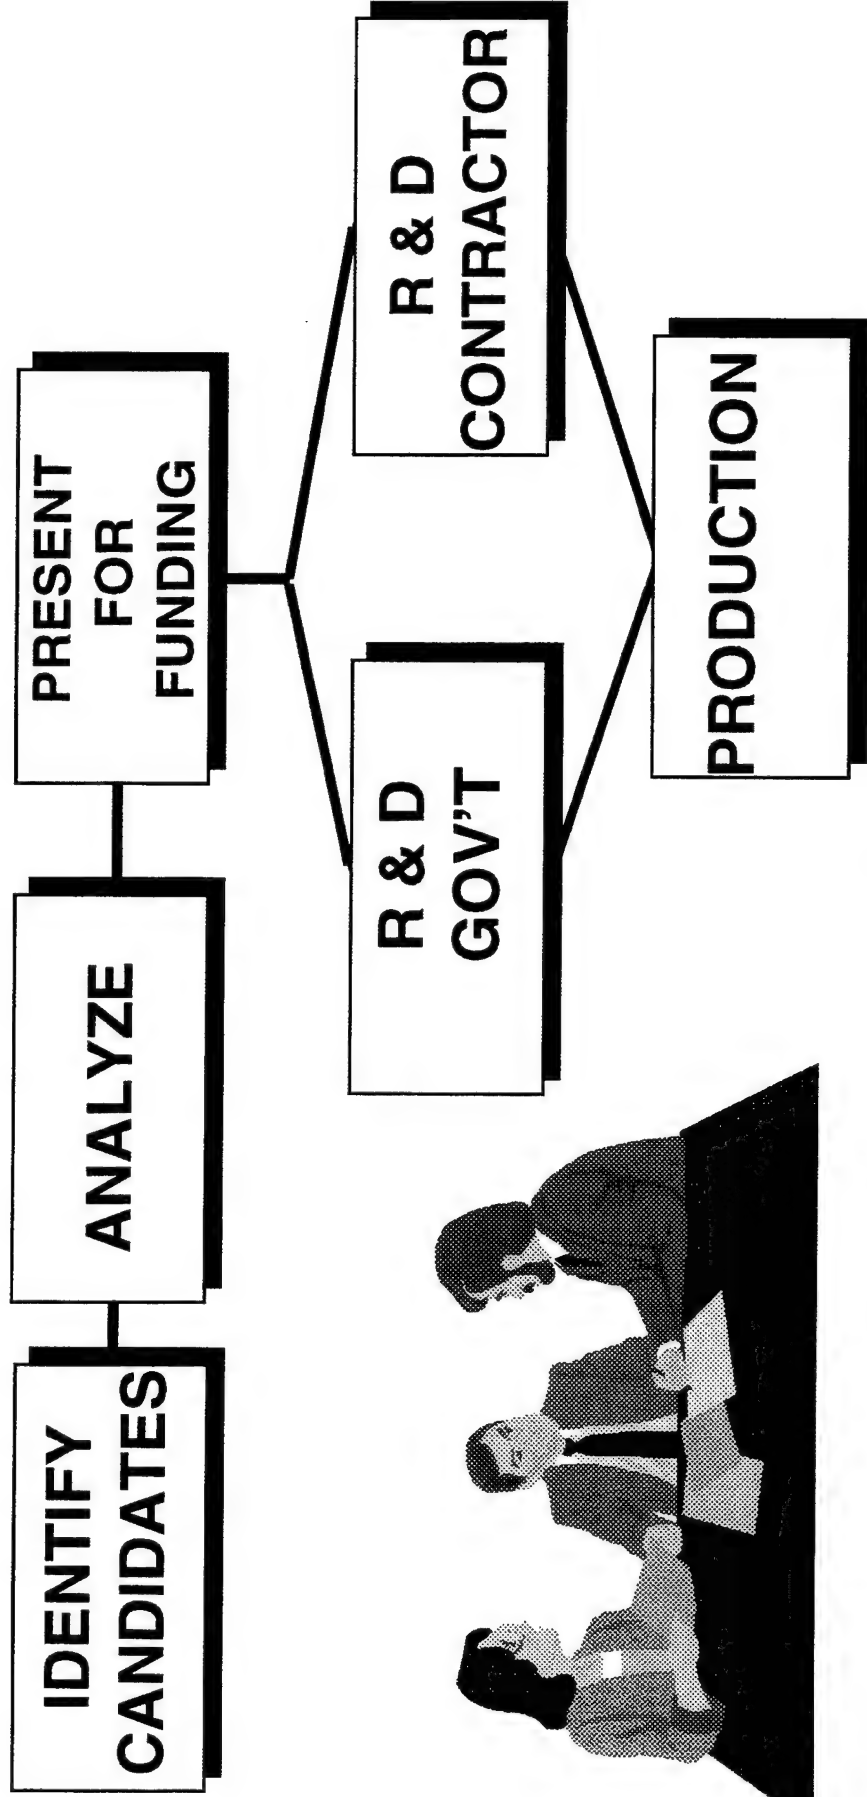 IDENTIFY
CANDIDATES
ANALYZE
PRESENT
FOR
FUNDING
R & D
GOV'T
R & D
CONTRACTOR
PRODUCTION